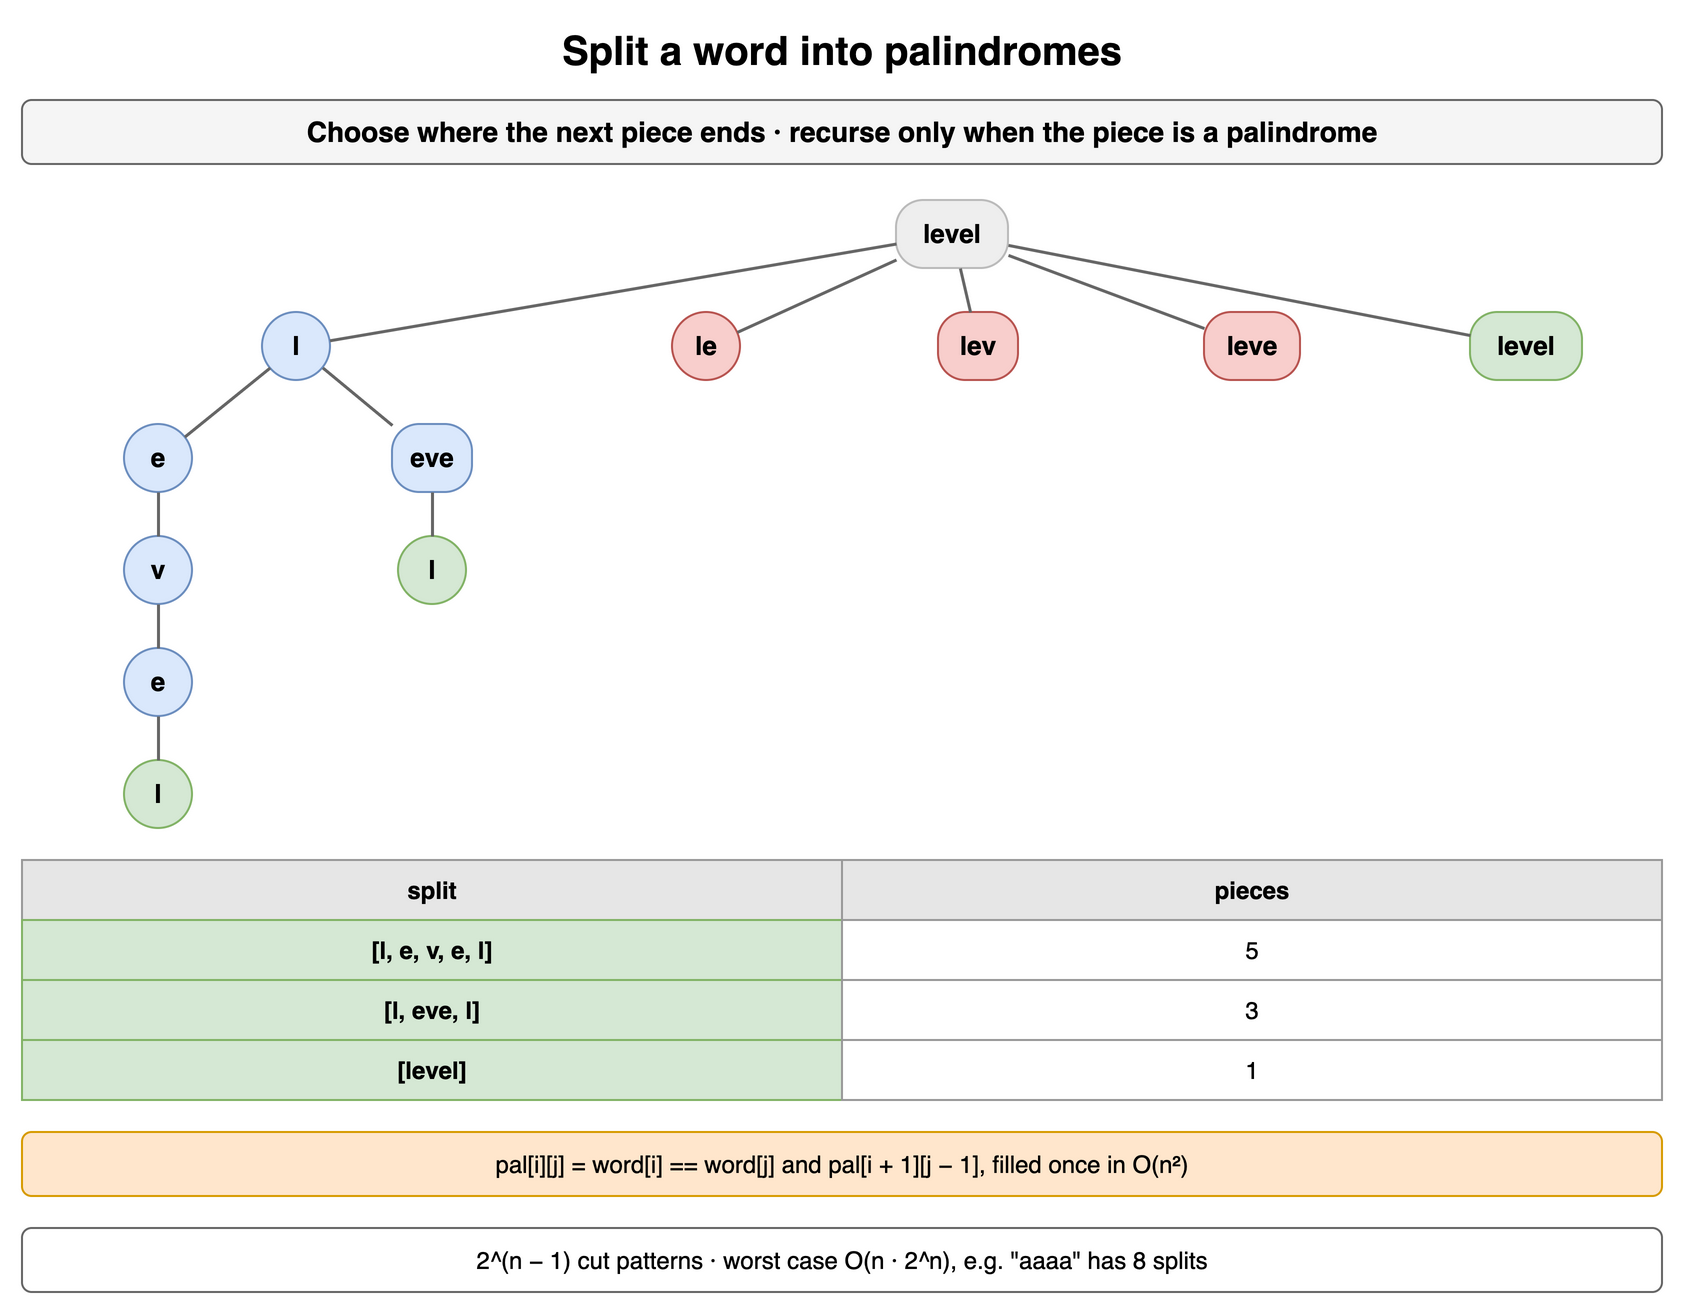 Split a word into palindromes
Choose where the next piece ends · recurse only when the piece is a palindrome
level
l
le
lev
leve
level
e
eve
v
l
e
l
split
pieces
[l, e, v, e, l]
5
[l, eve, l]
3
[level]
1
pal[i][j] = word[i] == word[j] and pal[i + 1][j − 1], filled once in O(n²)
2^(n − 1) cut patterns · worst case O(n · 2^n), e.g. "aaaa" has 8 splits